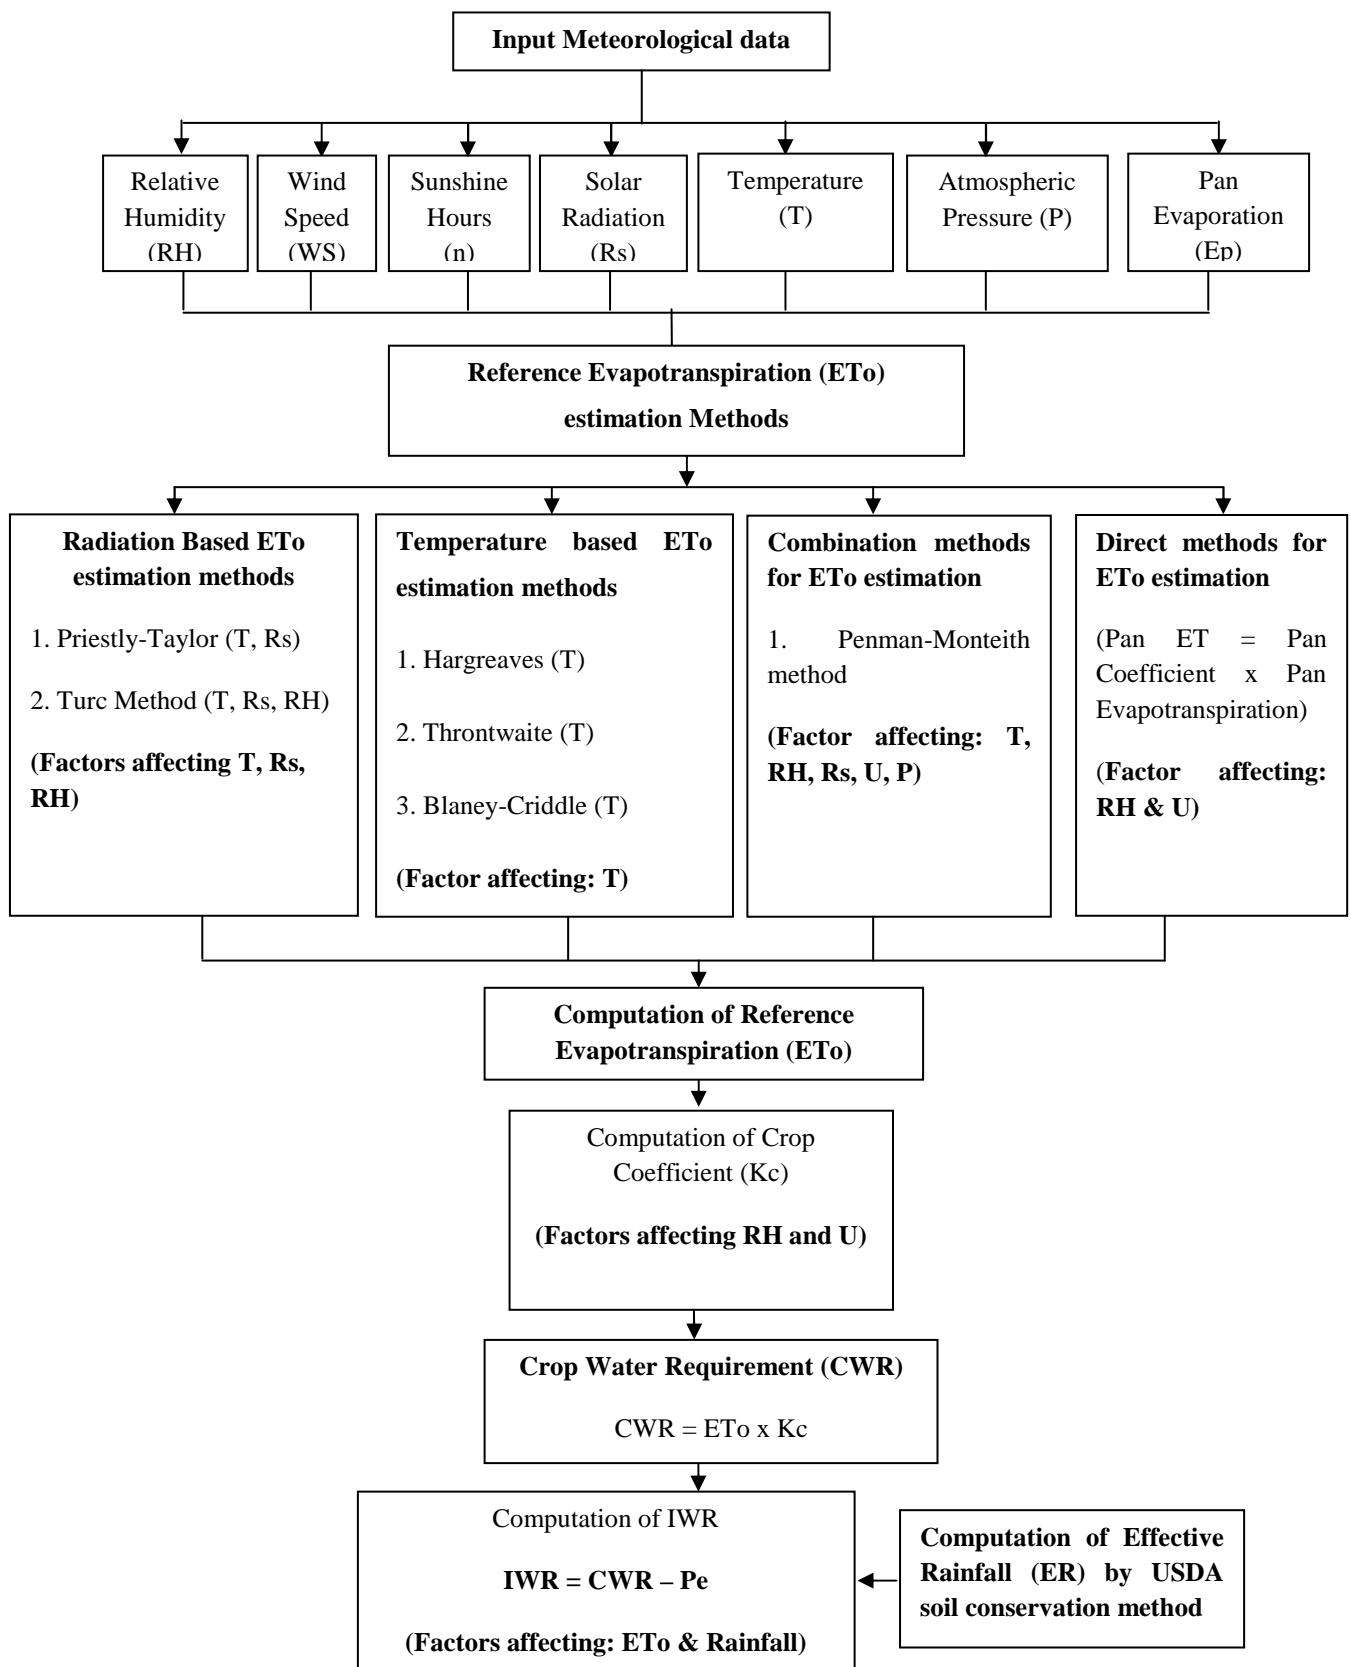 Input Meteorological data
Relative
Humidity
(RH)
Wind
Speed
(WS)
Sunshine
Hours
(n)
Solar
Radiation
(Rs)
Temperature
(T)
Atmospheric
Pressure (P)
Pan
Evaporation
(Ep)
Reference Evapotranspiration (ETo)
estimation Methods
Radiation Based ETo
estimation methods
1. Priestly-Taylor (T, Rs)
2. Turc Method (T, Rs, RH)
(Factors affecting T, Rs,
RH)
Temperature based ETo
estimation methods
1. Hargreaves (T)
2. Throntwaite (T)
3. Blaney-Criddle (T)
(Factor affecting: T)
Combination methods
for ETo estimation
1. Penman-Monteith
method
(Factor affecting: T,
RH, Rs, U, P)
Direct methods for
ETo estimation
(Pan ET = Pan
Coefficient x Pan
Evapotranspiration)
(Factor affecting:
RH & U)
Computation of Reference
Evapotranspiration (ETo)
Computation of Crop
Coefficient (Kc)
(Factors affecting RH and U)
Crop Water Requirement (CWR)
CWR = ETo x Kc
Computation of IWR
IWR = CWR – Pe
(Factors affecting: ETo & Rainfall)
Computation of Effective
Rainfall (ER) by USDA
soil conservation method